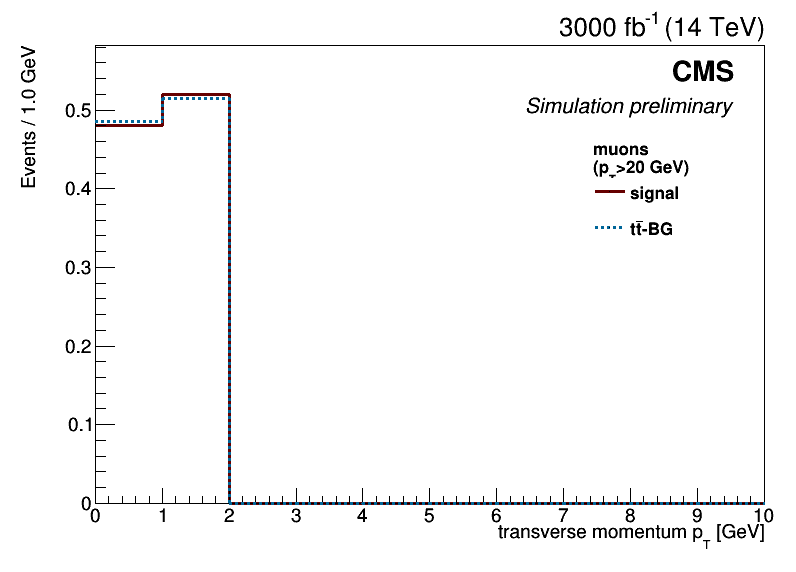 3000 fb⁻¹ (14 TeV)
CMS
Simulation preliminary
Events / 1.0 GeV
muons
(p_T>20 GeV)
signal
tt̄-BG
0.5
0.4
0.3
0.2
0.1
0
0 1 2 3 4 5 6 7 8 9 10
transverse momentum p_T [GeV]